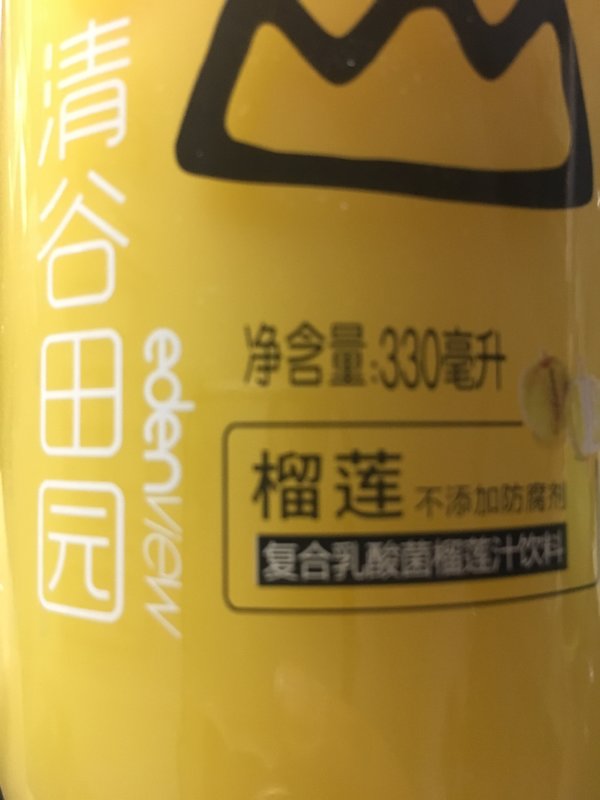 清谷田园
edenview
净含量:330毫升
榴莲 不添加防腐剂
复合乳酸菌榴莲汁饮料